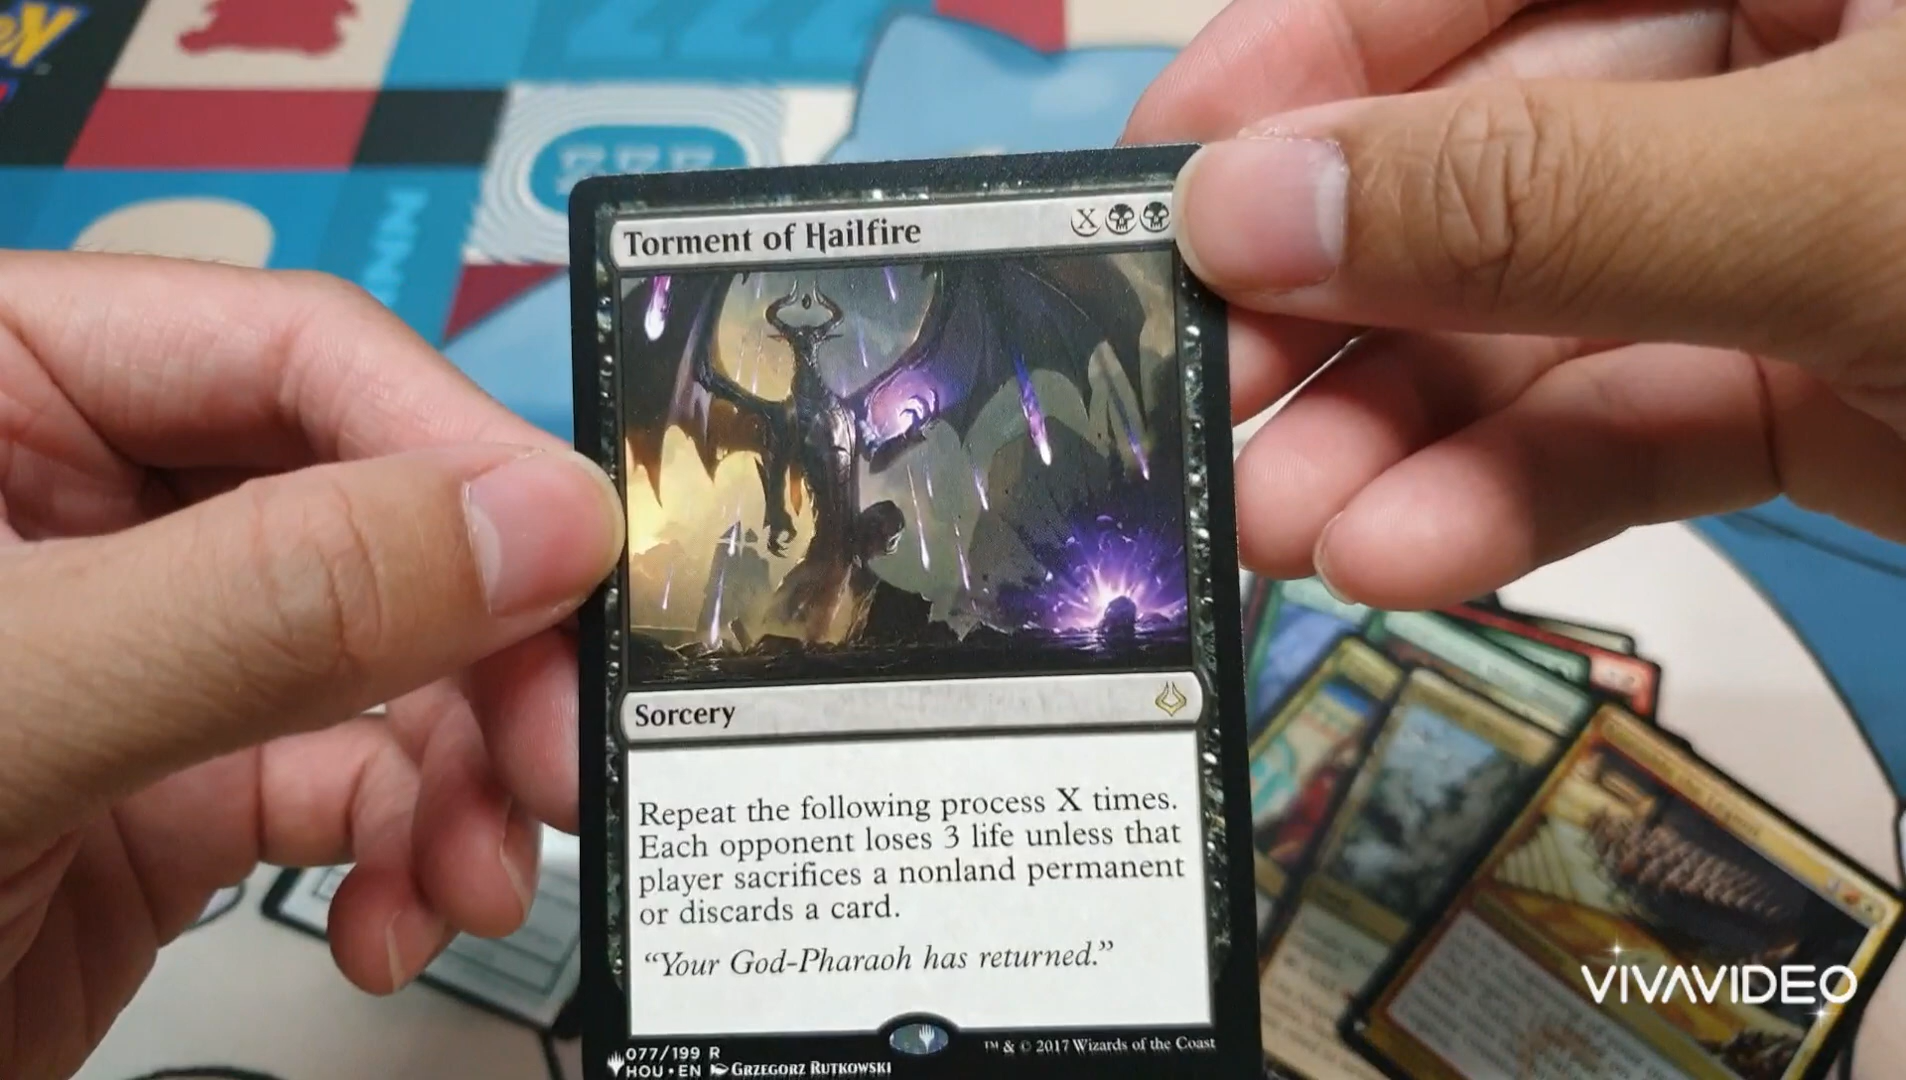 Torment of Hailfire
X
Sorcery
Repeat the following process X times.
Each opponent loses 3 life unless that
player sacrifices a nonland permanent
or discards a card.
“Your God-Pharaoh has returned.”
077/199 R
HOU • EN GRZEGORZ RUTKOWSKI
™ & © 2017 Wizards of the Coast
VIVAVIDEO